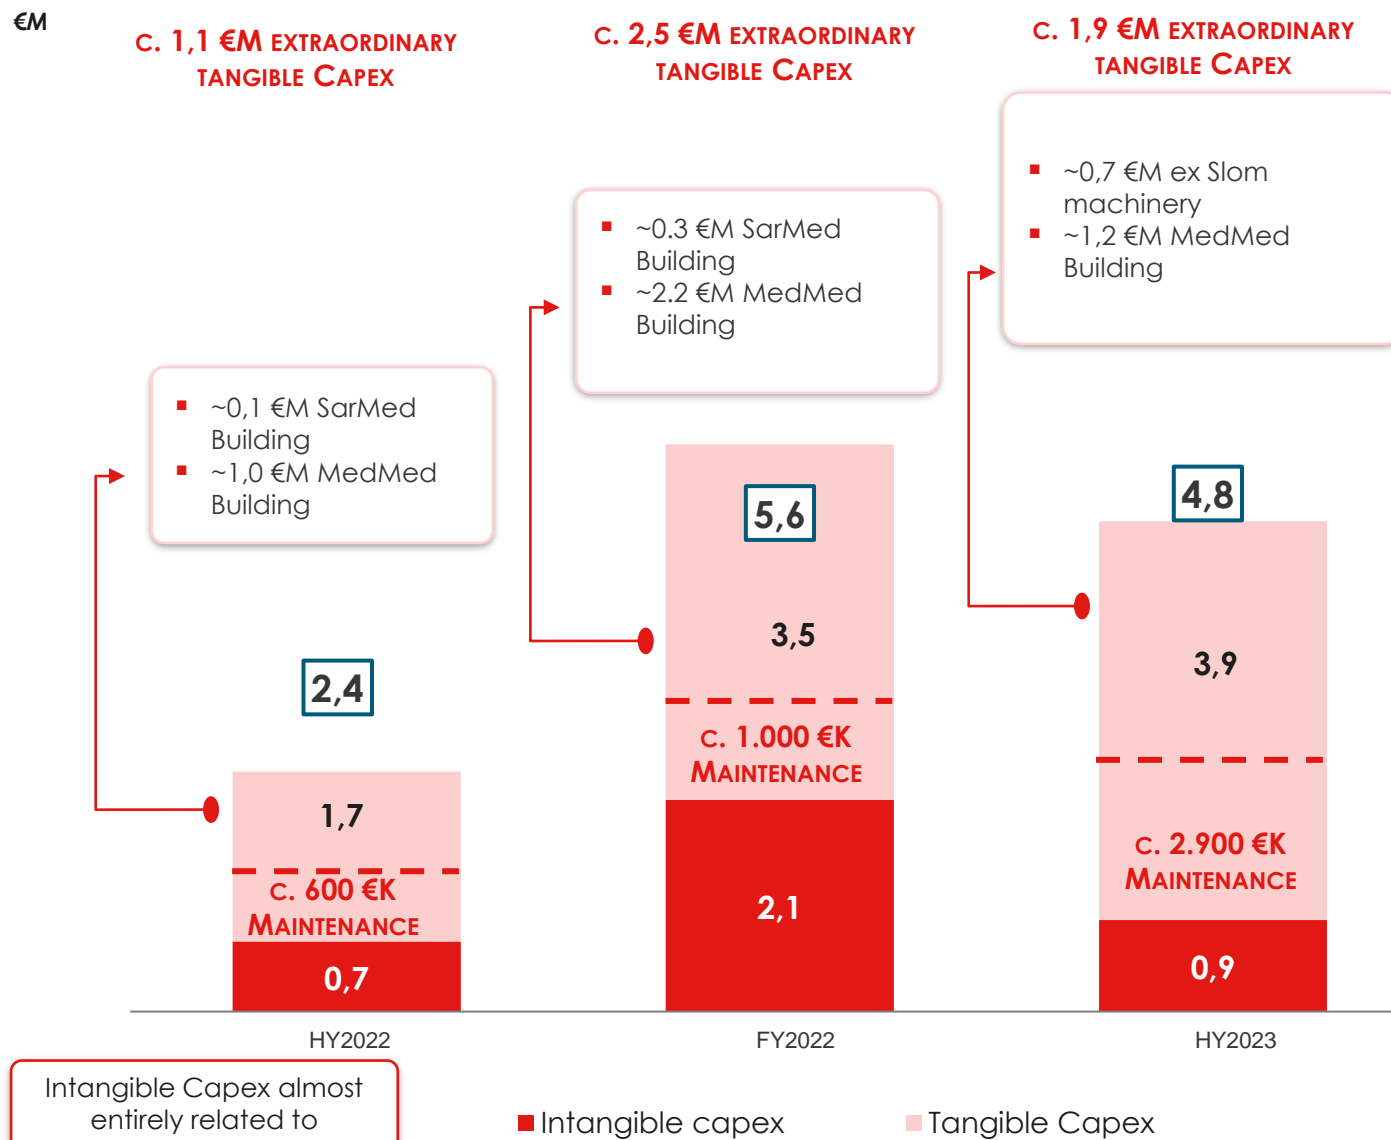 €M
C. 1,1 €M EXTRAORDINARY
TANGIBLE CAPEX
C. 2,5 €M EXTRAORDINARY
TANGIBLE CAPEX
C. 1,9 €M EXTRAORDINARY
TANGIBLE CAPEX
▪ ~0,7 €M ex Slom
machinery
▪ ~1,2 €M MedMed
Building
▪ ~0.3 €M SarMed
Building
▪ ~2.2 €M MedMed
Building
▪ ~0,1 €M SarMed
Building
▪ ~1,0 €M MedMed
Building
2,4
5,6
4,8
1,7
3,5
3,9
C. 600 €K
MAINTENANCE
C. 1.000 €K
MAINTENANCE
C. 2.900 €K
MAINTENANCE
0,7
2,1
0,9
HY2022
FY2022
HY2023
Intangible Capex almost
entirely related to
Intangible capex
Tangible Capex